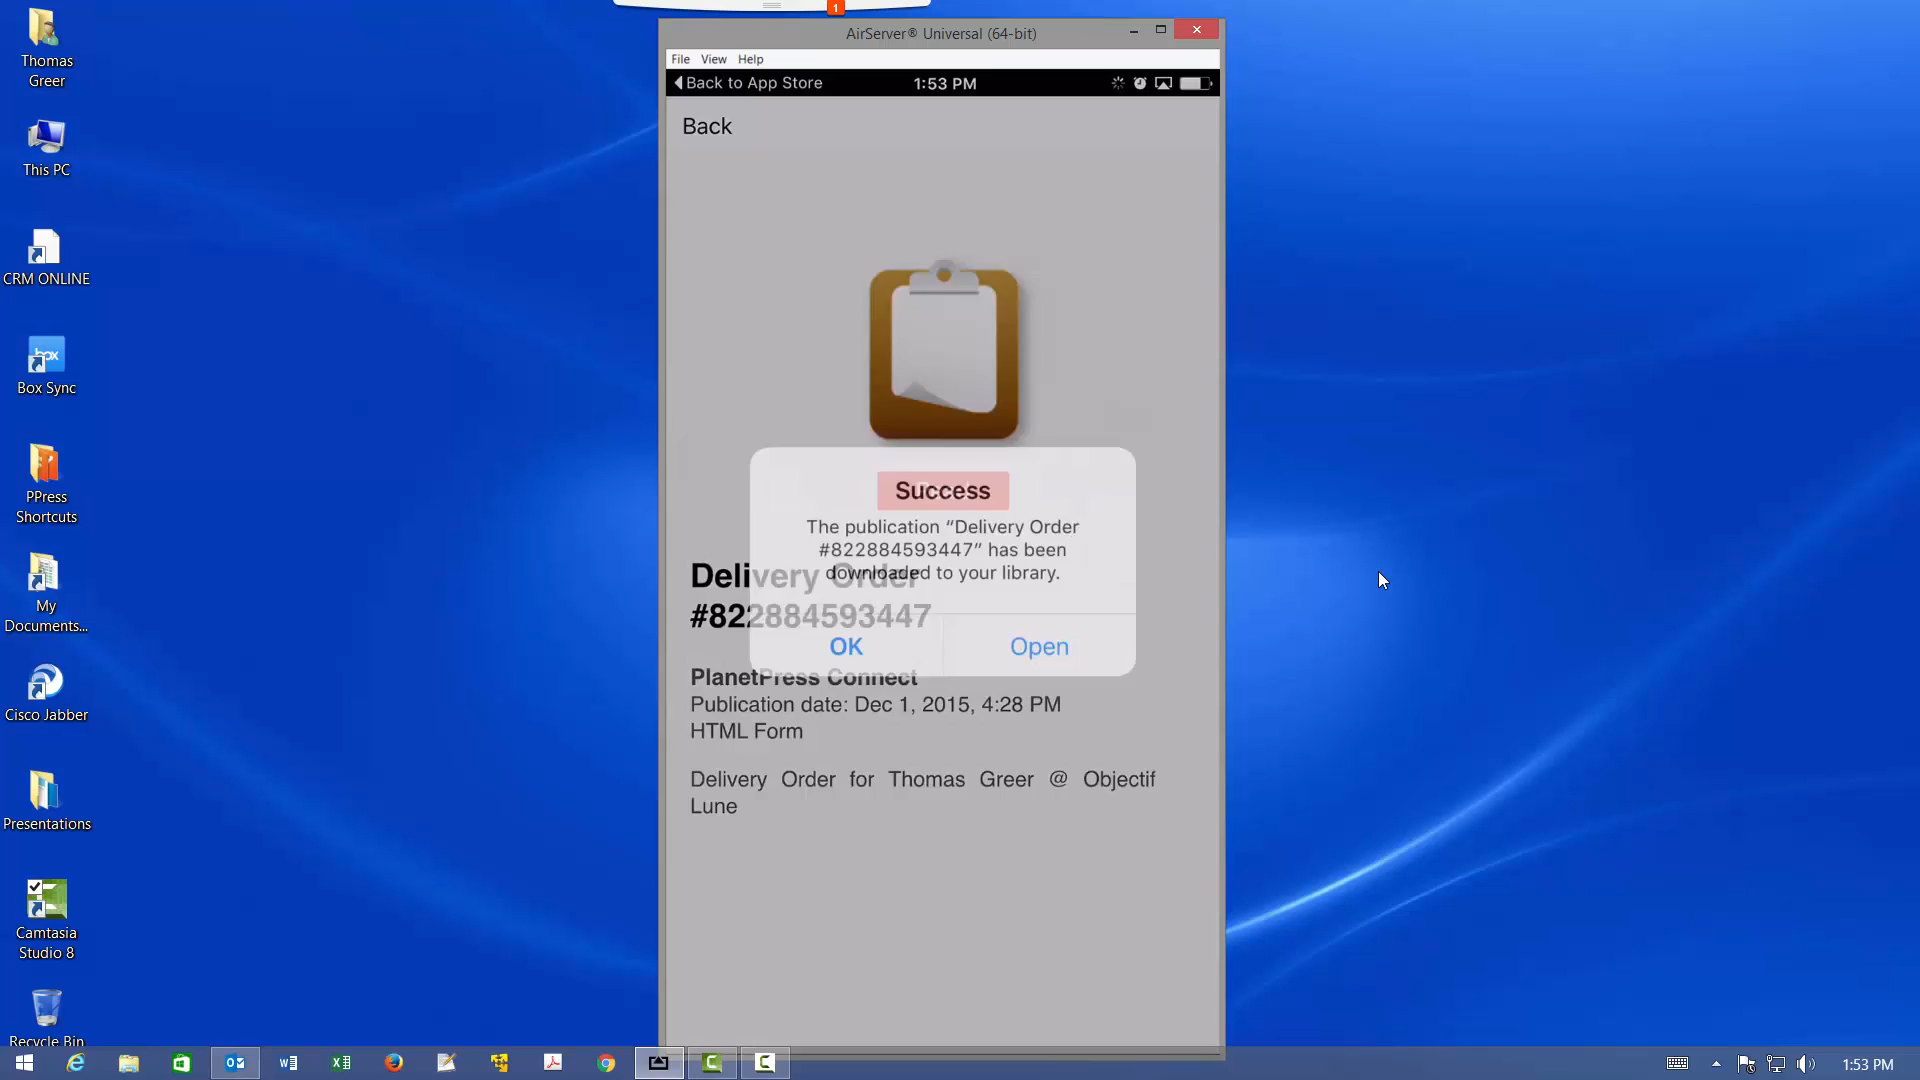 1
AirServer® Universal (64-bit)
File View Help
Back to App Store
1:53 PM
Back
Success
The publication “Delivery Order
#822884593447” has been
downloaded to your library.
OK
Open
Delivery Order
#822884593447
PlanetPress Connect
Publication date: Dec 1, 2015, 4:28 PM
HTML Form
Delivery Order for Thomas Greer @ Objectif
Lune
Thomas
Greer
This PC
CRM ONLINE
box
Box Sync
PPress
Shortcuts
My
Documents...
Cisco Jabber
Presentations
Camtasia
Studio 8
Recycle Bin
1:53 PM